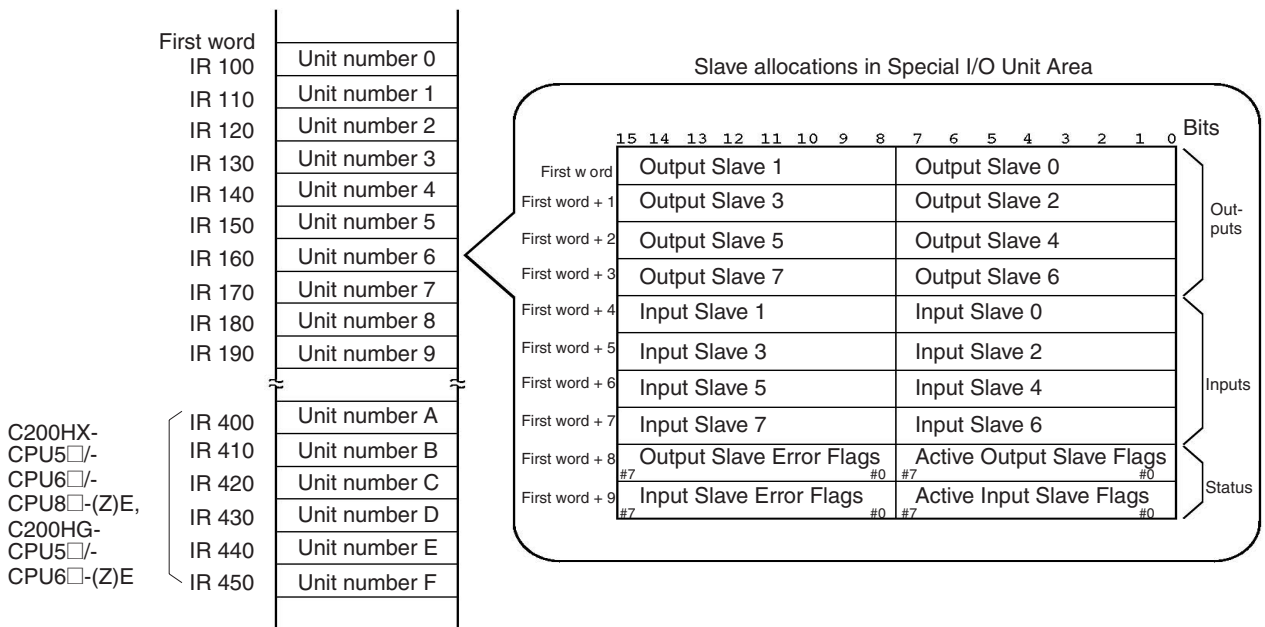 First word
IR 100 Unit number 0
IR 110 Unit number 1
IR 120 Unit number 2
IR 130 Unit number 3
IR 140 Unit number 4
IR 150 Unit number 5
IR 160 Unit number 6
IR 170 Unit number 7
IR 180 Unit number 8
IR 190 Unit number 9
C200HX-
CPU5□/-
CPU6□/-
CPU8□-(Z)E,
C200HG-
CPU5□/-
CPU6□-(Z)E
IR 400 Unit number A
IR 410 Unit number B
IR 420 Unit number C
IR 430 Unit number D
IR 440 Unit number E
IR 450 Unit number F
Slave allocations in Special I/O Unit Area
15 14 13 12 11 10 9 8 7 6 5 4 3 2 1 0 Bits
First w ord Output Slave 1 Output Slave 0
First word + 1 Output Slave 3 Output Slave 2
First word + 2 Output Slave 5 Output Slave 4
First word + 3 Output Slave 7 Output Slave 6
Out-
puts
First word + 4 Input Slave 1 Input Slave 0
First word + 5 Input Slave 3 Input Slave 2
First word + 6 Input Slave 5 Input Slave 4
First word + 7 Input Slave 7 Input Slave 6
Inputs
First word + 8 Output Slave Error Flags Active Output Slave Flags
#7 #0 #7 #0
First word + 9 Input Slave Error Flags Active Input Slave Flags
#7 #0 #7 #0
Status